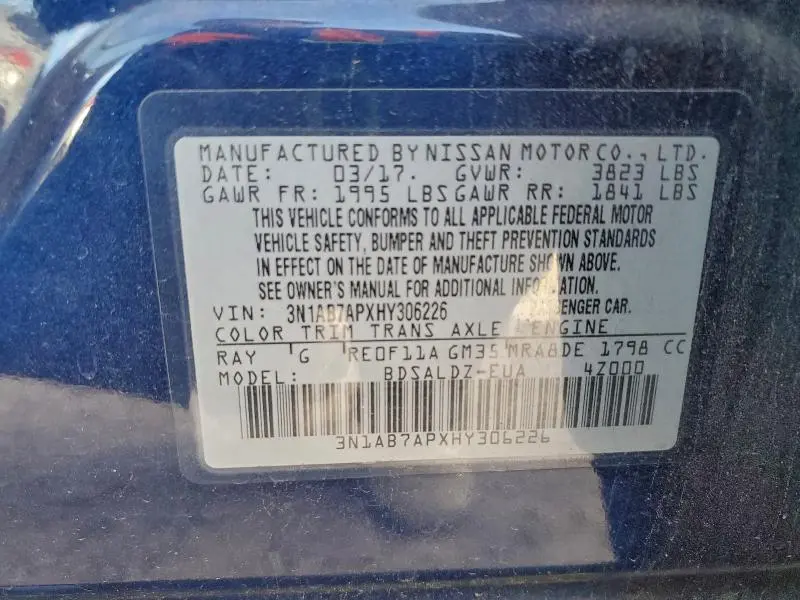 MANUFACTURED BY NISSAN MOTOR CO., LTD.
DATE: 03/17. GVWR: 3823 LBS
GAWR FR: 1995 LBS GAWR RR: 1841 LBS
THIS VEHICLE CONFORMS TO ALL APPLICABLE FEDERAL MOTOR
VEHICLE SAFETY, BUMPER AND THEFT PREVENTION STANDARDS
IN EFFECT ON THE DATE OF MANUFACTURE SHOWN ABOVE.
SEE OWNER'S MANUAL FOR ADDITIONAL INFORMATION.
VIN: 3N1AB7APXHY306226 PASSENGER CAR.
COLOR TRIM TRANS AXLE ENGINE
RAY G RE0F11A GM35 MRA8DE 1798 CC
MODEL: BDSALDZ-EUA 4Z000
3N1AB7APXHY306226